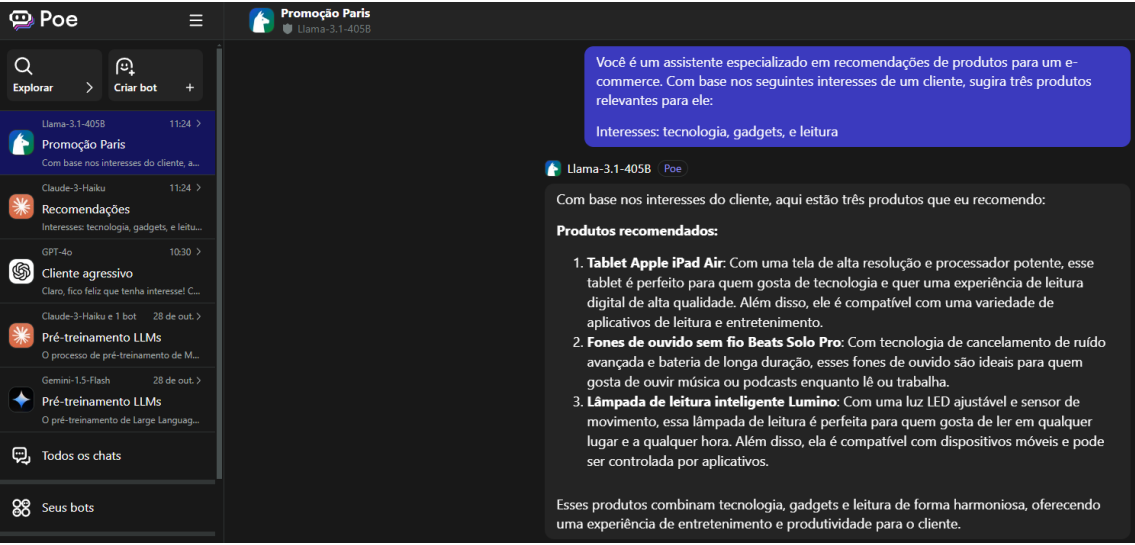 Poe
Explorar
Criar bot
Llama-3.1-405B 11:24
Promoção Paris
Com base nos interesses do cliente, a...
Claude-3-Haiku 11:24
Recomendações
Interesses: tecnologia, gadgets, e leitu...
GPT-4o 10:30
Cliente agressivo
Claro, fico feliz que tenha interesse! C...
Claude-3-Haiku e 1 bot 28 de out.
Pré-treinamento LLMs
O processo de pré-treinamento de M...
Gemini-1.5-Flash 28 de out.
Pré-treinamento LLMs
O pré-treinamento de Large Languag...
Todos os chats
Seus bots
Promoção Paris
Llama-3.1-405B
Você é um assistente especializado em recomendações de produtos para um e-
commerce. Com base nos seguintes interesses de um cliente, sugira três produtos
relevantes para ele:
Interesses: tecnologia, gadgets, e leitura
Llama-3.1-405B Poe
Com base nos interesses do cliente, aqui estão três produtos que eu recomendo:
Produtos recomendados:
1. Tablet Apple iPad Air: Com uma tela de alta resolução e processador potente, esse
tablet é perfeito para quem gosta de tecnologia e quer uma experiência de leitura
digital de alta qualidade. Além disso, ele é compatível com uma variedade de
aplicativos de leitura e entretenimento.
2. Fones de ouvido sem fio Beats Solo Pro: Com tecnologia de cancelamento de ruído
avançada e bateria de longa duração, esses fones de ouvido são ideais para quem
gosta de ouvir música ou podcasts enquanto lê ou trabalha.
3. Lâmpada de leitura inteligente Lumino: Com uma luz LED ajustável e sensor de
movimento, essa lâmpada de leitura é perfeita para quem gosta de ler em qualquer
lugar e a qualquer hora. Além disso, ela é compatível com dispositivos móveis e pode
ser controlada por aplicativos.
Esses produtos combinam tecnologia, gadgets e leitura de forma harmoniosa, oferecendo
uma experiência de entretenimento e produtividade para o cliente.